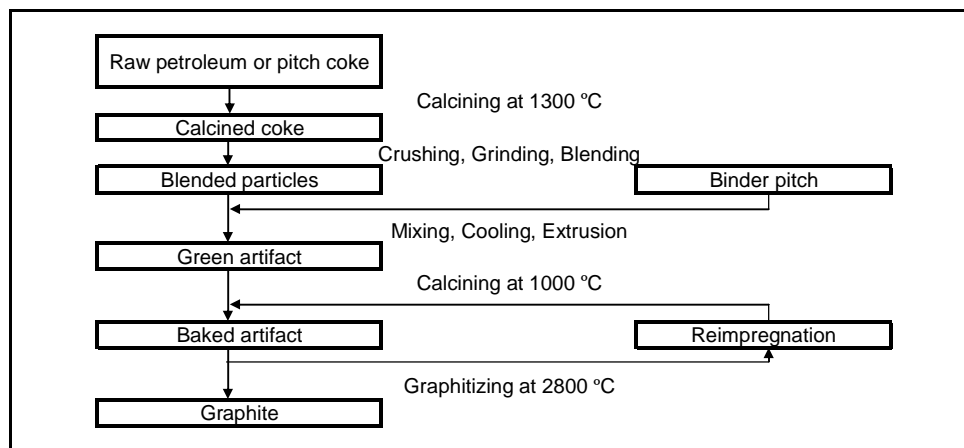 Raw petroleum or pitch coke
Calcining at 1300 ºC
Calcined coke
Crushing, Grinding, Blending
Blended particles
Binder pitch
Mixing, Cooling, Extrusion
Green artifact
Calcining at 1000 ºC
Baked artifact
Reimpregnation
Graphitizing at 2800 ºC
Graphite